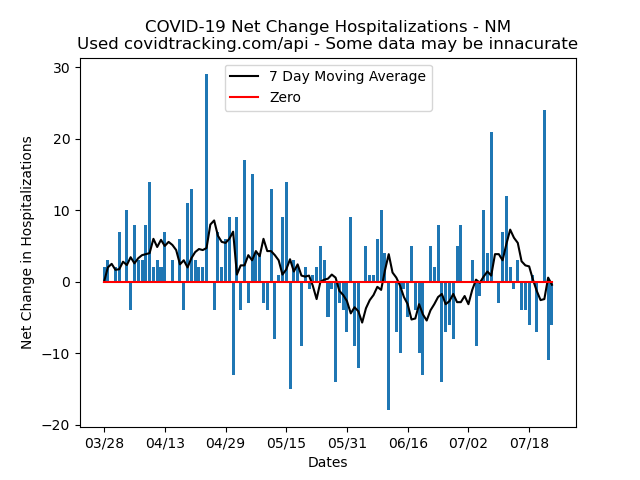 COVID-19 Net Change Hospitalizations - NM
Used covidtracking.com/api - Some data may be innacurate
7 Day Moving Average
Zero
Net Change in Hospitalizations
30
20
10
0
−10
−20
03/28 04/13 04/29 05/15 05/31 06/16 07/02 07/18
Dates